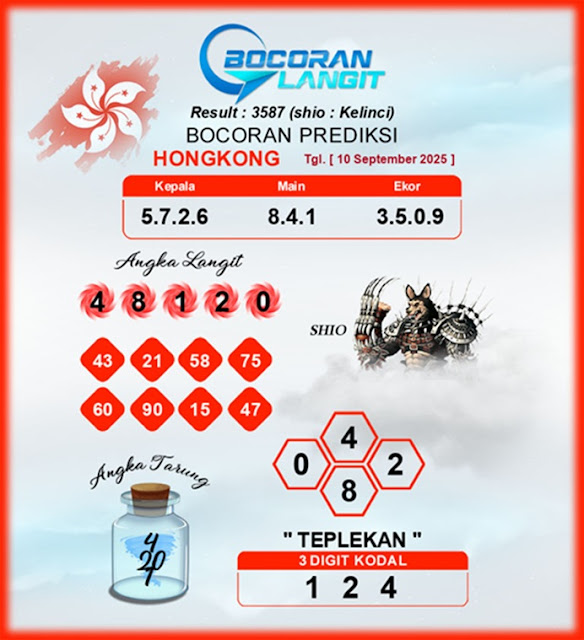 BOCORAN
LANGIT
Result : 3587 (shio : Kelinci)
BOCORAN PREDIKSI
HONGKONG Tgl. [ 10 September 2025 ]
Kepala Main Ekor
5.7.2.6 8.4.1 3.5.0.9
Angka Langit
4 8 1 2 0
43 21 58 75
60 90 15 47
SHIO
4
0 2
8
Angka Tarung
4
20
" TEPLEKAN "
3 DIGIT KODAL
1 2 4